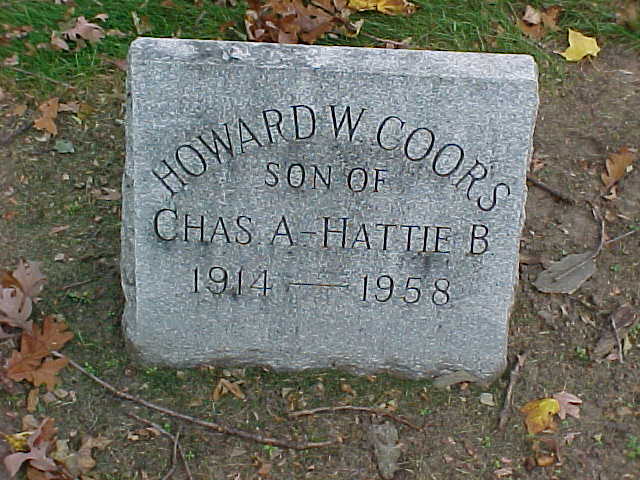 HOWARD W. COORS
SON OF
CHAS. A - HATTIE B
1914 — 1958